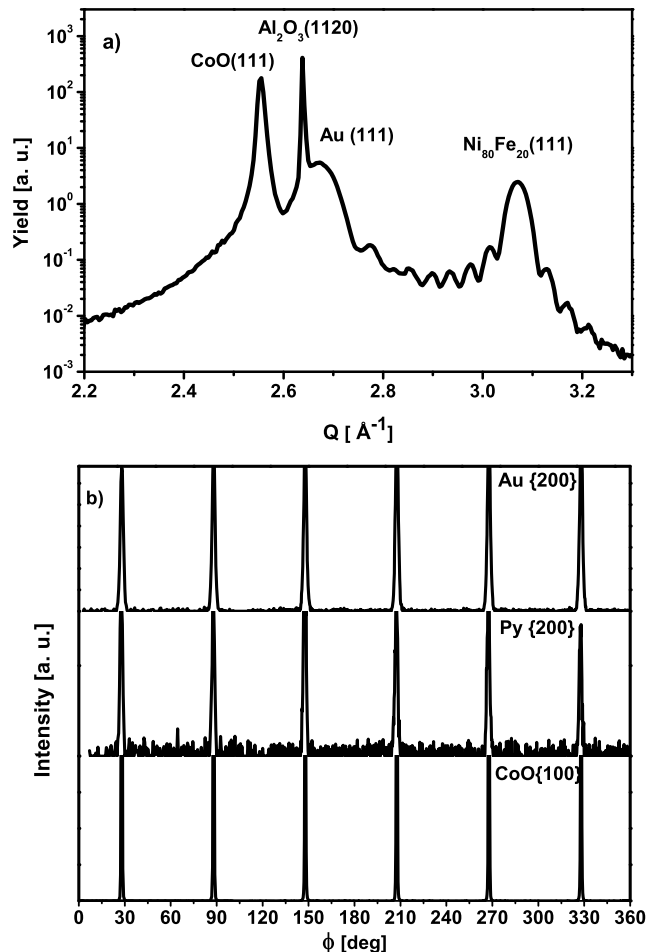 a)
Al₂O₃(1120)
CoO(111)
Au (111)
Ni₈₀Fe₂₀(111)
Yield [a. u.]
10³
10²
10¹
10⁰
10⁻¹
10⁻²
10⁻³
2.2 2.4 2.6 2.8 3.0 3.2
Q [ Å⁻¹]
b)
Au {200}
Py {200}
CoO{100}
Intensity [a. u.]
0 30 60 90 120 150 180 210 240 270 300 330 360
ϕ [deg]